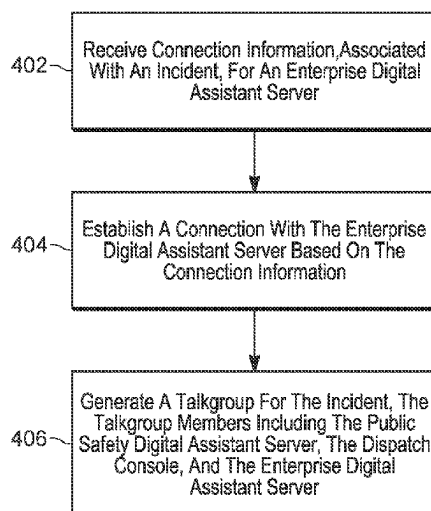 402
Receive Connection Information,Associated
With An Incident, For An Enterprise Digital
Assistant Server
404
Establish A Connection With The Enterprise
Digital Assistant Server Based On The
Connection Information
406
Generate A Talkgroup For The Incident, The
Talkgroup Members Including The Public
Safety Digital Assistant Server, The Dispatch
Console, And The Enterprise Digital
Assistant Server